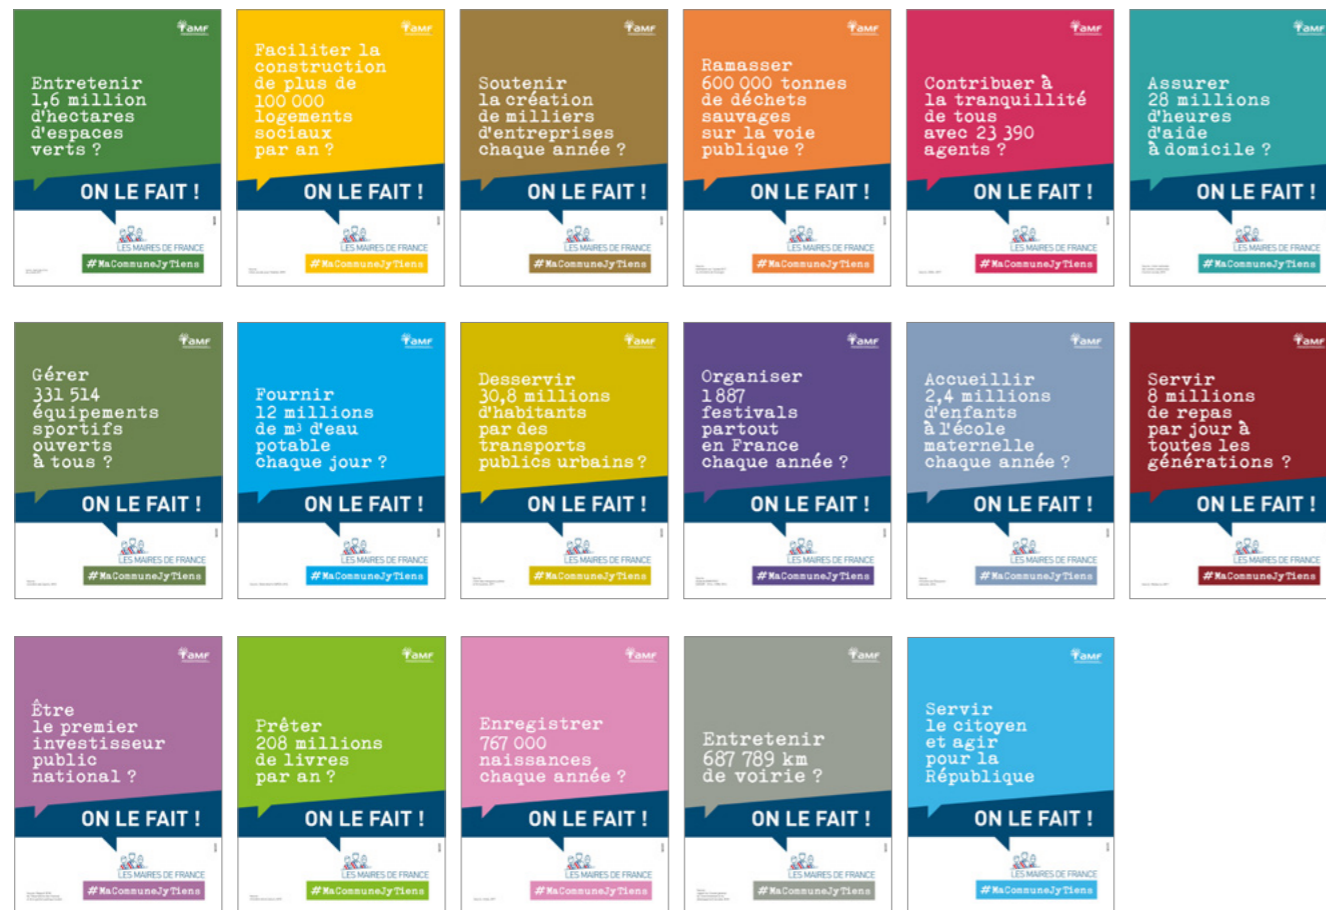 AMF
Entretenir
1,6 million
d'hectares
d'espaces
verts ?
ON LE FAIT !
LES MAIRES DE FRANCE
#MaCommuneJyTiens
AMF
Faciliter la
construction
de plus de
100 000
logements
sociaux
par an ?
ON LE FAIT !
LES MAIRES DE FRANCE
#MaCommuneJyTiens
AMF
Soutenir
la création
de milliers
d'entreprises
chaque année ?
ON LE FAIT !
LES MAIRES DE FRANCE
#MaCommuneJyTiens
AMF
Ramasser
600 000 tonnes
de déchets
sauvages
sur la voie
publique ?
ON LE FAIT !
LES MAIRES DE FRANCE
#MaCommuneJyTiens
AMF
Contribuer à
la tranquillité
de tous
avec 23 390
agents ?
ON LE FAIT !
LES MAIRES DE FRANCE
#MaCommuneJyTiens
AMF
Assurer
28 millions
d'heures
d'aide
à domicile ?
ON LE FAIT !
LES MAIRES DE FRANCE
#MaCommuneJyTiens
AMF
Gérer
331 514
équipements
sportifs
ouverts
à tous ?
ON LE FAIT !
LES MAIRES DE FRANCE
#MaCommuneJyTiens
AMF
Fournir
12 millions
de m³ d'eau
potable
chaque jour ?
ON LE FAIT !
LES MAIRES DE FRANCE
#MaCommuneJyTiens
AMF
Desservir
30,8 millions
d'habitants
par des
transports
publics urbains ?
ON LE FAIT !
LES MAIRES DE FRANCE
#MaCommuneJyTiens
AMF
Organiser
1 887
festivals
partout
en France
chaque année ?
ON LE FAIT !
LES MAIRES DE FRANCE
#MaCommuneJyTiens
AMF
Accueillir
2,4 millions
d'enfants
à l'école
maternelle
chaque année ?
ON LE FAIT !
LES MAIRES DE FRANCE
#MaCommuneJyTiens
AMF
Servir
8 millions
de repas
par jour à
toutes les
générations ?
ON LE FAIT !
LES MAIRES DE FRANCE
#MaCommuneJyTiens
AMF
Être
le premier
investisseur
public
national ?
ON LE FAIT !
LES MAIRES DE FRANCE
#MaCommuneJyTiens
AMF
Prêter
208 millions
de livres
par an ?
ON LE FAIT !
LES MAIRES DE FRANCE
#MaCommuneJyTiens
AMF
Enregistrer
767 000
naissances
chaque année ?
ON LE FAIT !
LES MAIRES DE FRANCE
#MaCommuneJyTiens
AMF
Entretenir
687 789 km
de voirie ?
ON LE FAIT !
LES MAIRES DE FRANCE
#MaCommuneJyTiens
AMF
Servir
le citoyen
et agir
pour la
République
ON LE FAIT !
LES MAIRES DE FRANCE
#MaCommuneJyTiens